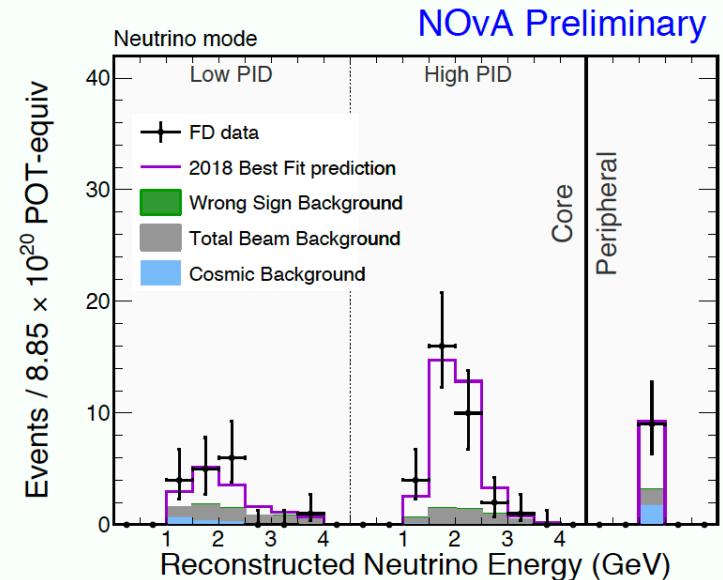 NOvA Preliminary
Neutrino mode
Low PID
High PID
FD data
2018 Best Fit prediction
Wrong Sign Background
Total Beam Background
Cosmic Background
Core
Peripheral
Events / 8.85 × 10²⁰ POT-equiv
40
30
20
10
0
1 2 3 4 1 2 3 4
Reconstructed Neutrino Energy (GeV)